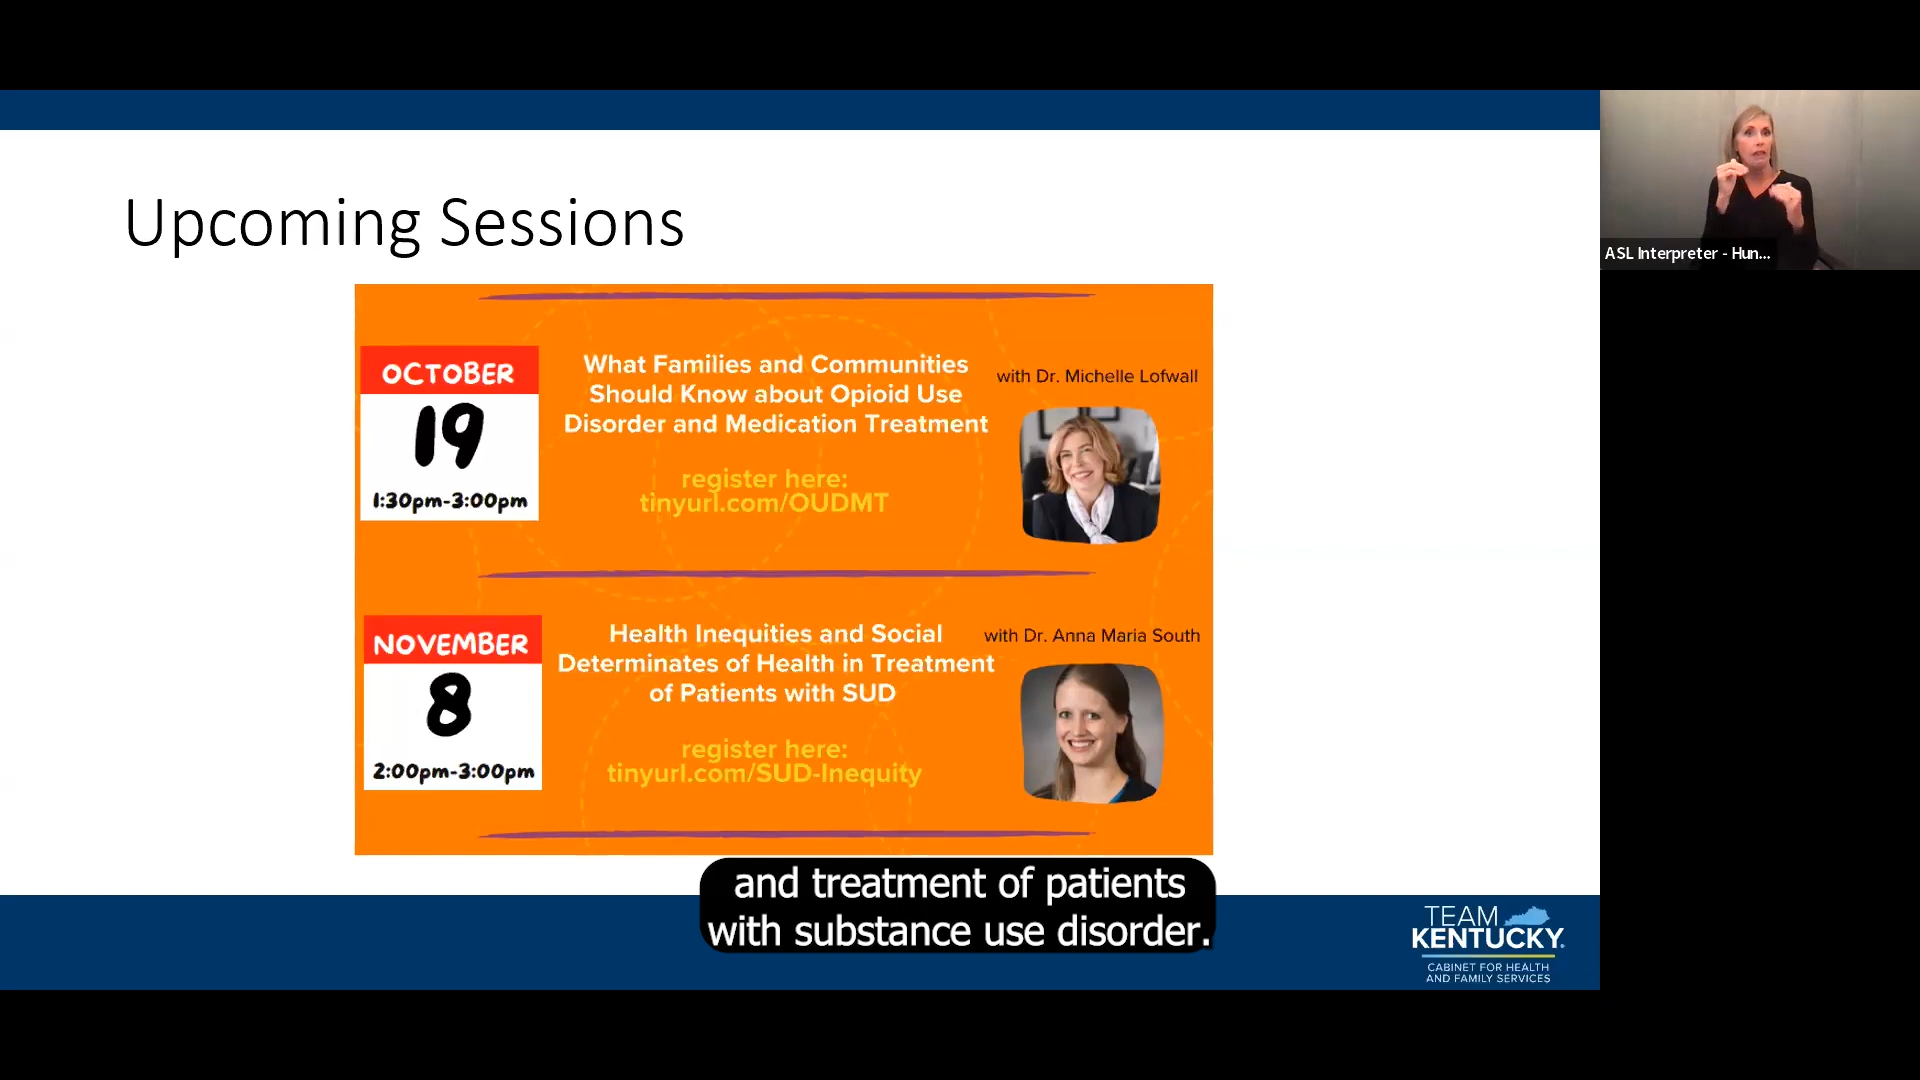 Upcoming Sessions
OCTOBER
19
1:30pm-3:00pm
What Families and Communities
Should Know about Opioid Use
Disorder and Medication Treatment
register here:
tinyurl.com/OUDMT
with Dr. Michelle Lofwall
NOVEMBER
8
2:00pm-3:00pm
Health Inequities and Social
Determinates of Health in Treatment
of Patients with SUD
register here:
tinyurl.com/SUD-Inequity
with Dr. Anna Maria South
and treatment of patients
with substance use disorder.
TEAM
KENTUCKY
CABINET FOR HEALTH
AND FAMILY SERVICES
ASL Interpreter - Hun...